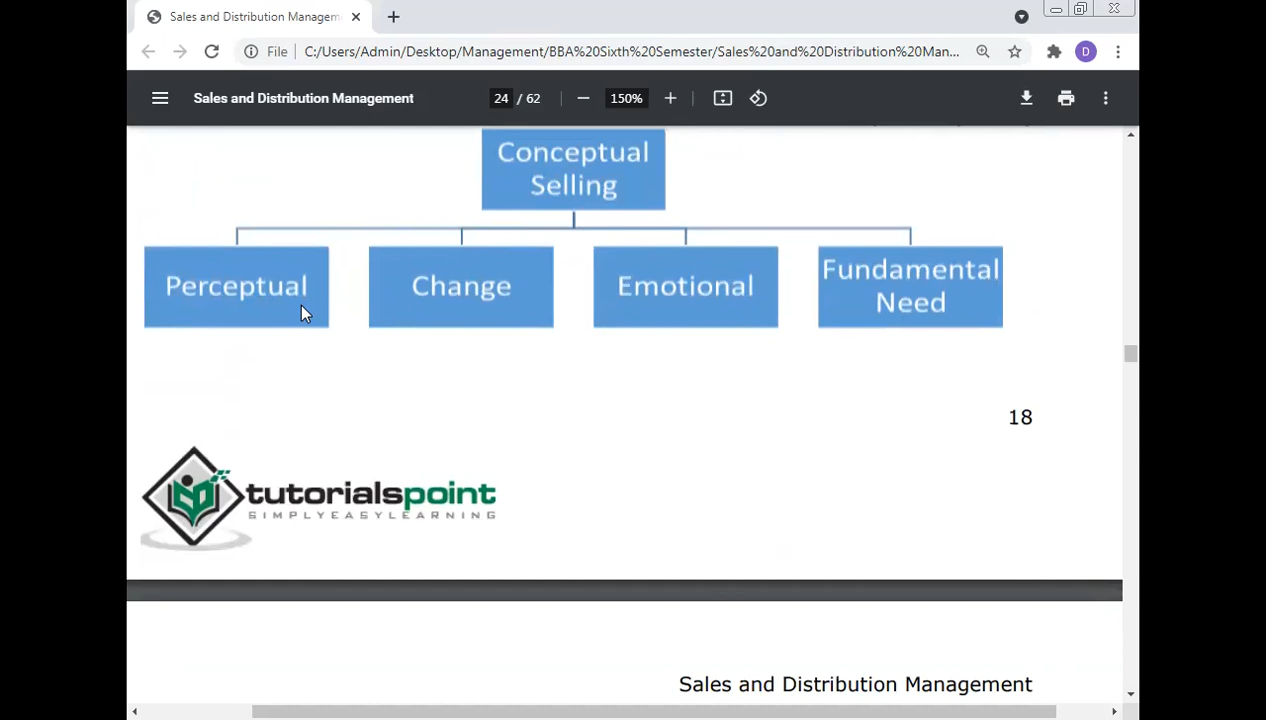 Sales and Distribution Managem
File C:/Users/Admin/Desktop/Management/BBA%20Sixth%20Semester/Sales%20and%20Distribution%20Man... D
Sales and Distribution Management 24 / 62 150%
Conceptual
Selling
Perceptual
Change
Emotional
Fundamental
Need
18
tutorialspoint
SIMPLYEASYLEARNING
Sales and Distribution Management